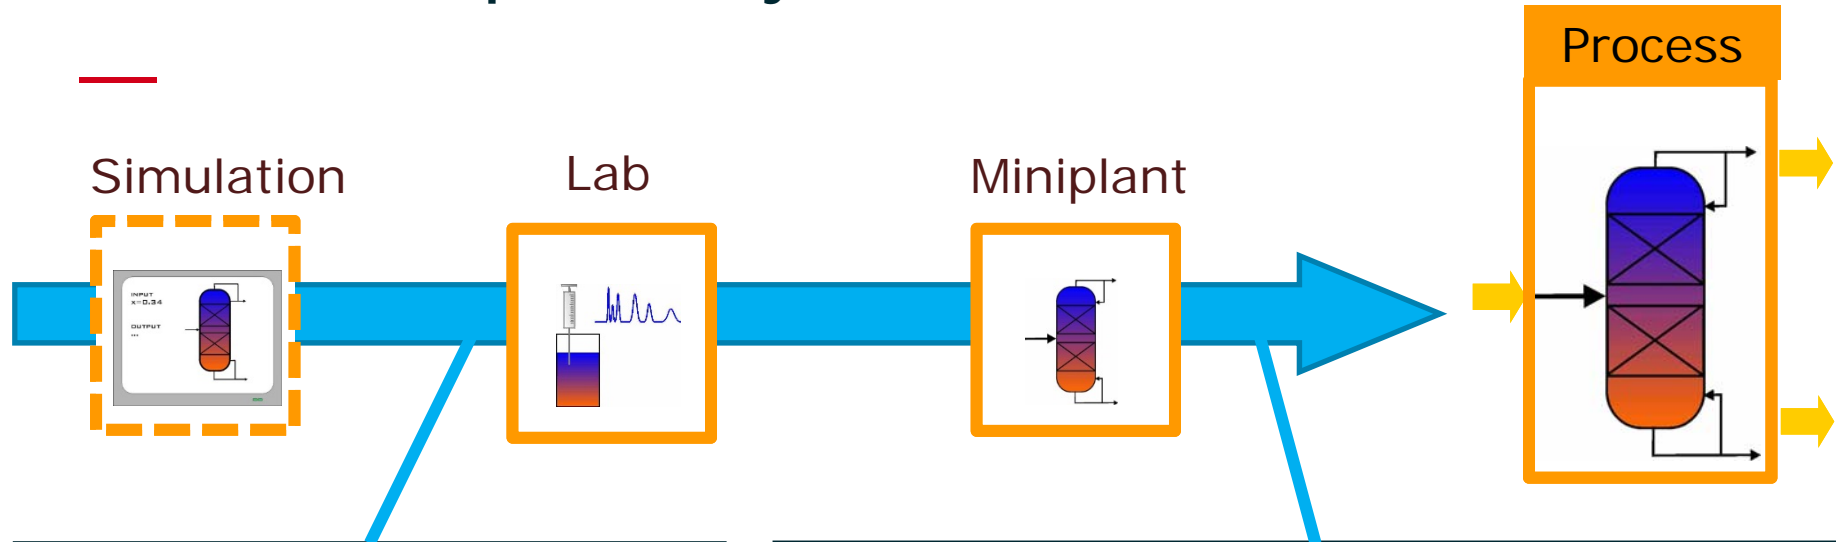 Process
Simulation
Lab
Miniplant
INPUT
x=0.34
OUTPUT
...